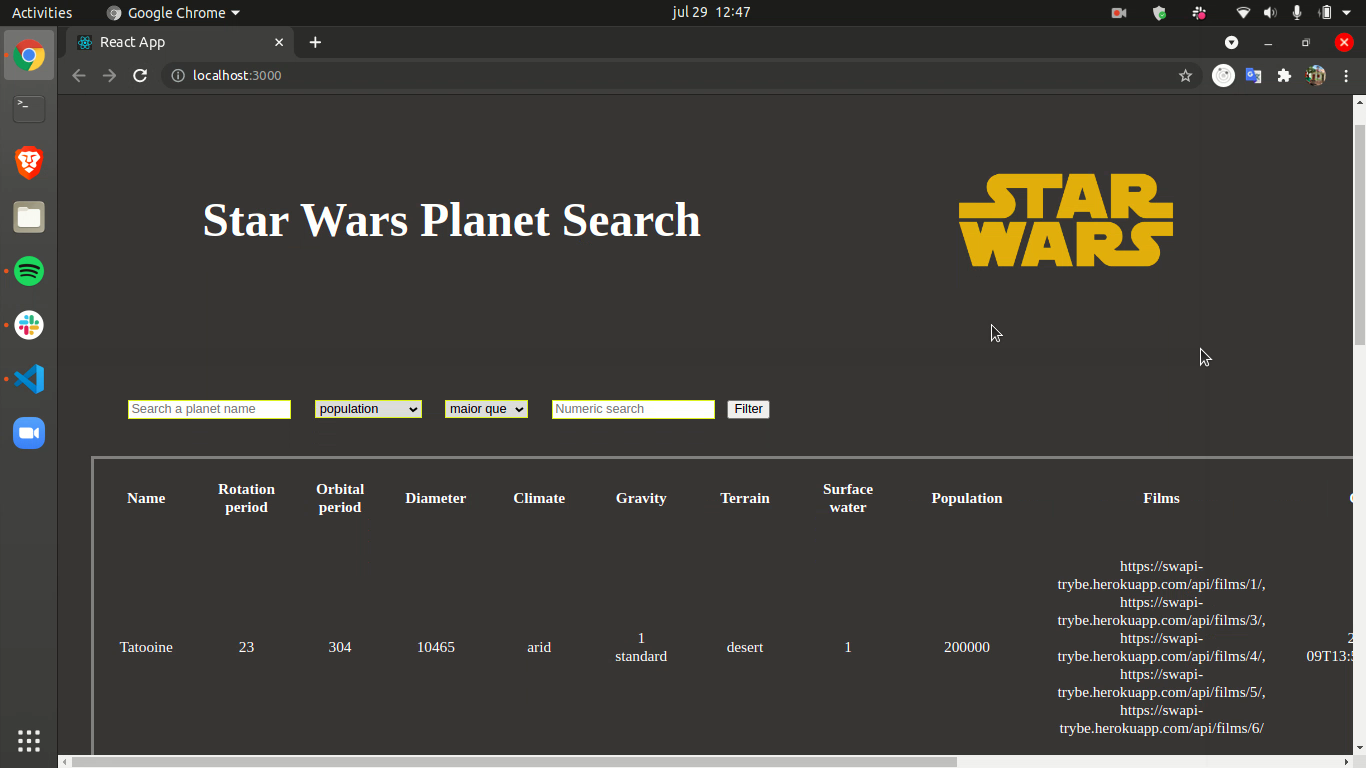 Activities
Google Chrome
jul 29 12:47
React App
localhost:3000
Star Wars Planet Search
STAR
WARS
Search a planet name
population
maior que
Numeric search
Filter
Name
Rotation
period
Orbital
period
Diameter
Climate
Gravity
Terrain
Surface
water
Population
Films
Tatooine
23
304
10465
arid
1
standard
desert
1
200000
https://swapi-
trybe.herokuapp.com/api/films/1/,
https://swapi-
trybe.herokuapp.com/api/films/3/,
https://swapi-
trybe.herokuapp.com/api/films/4/,
https://swapi-
trybe.herokuapp.com/api/films/5/,
https://swapi-
trybe.herokuapp.com/api/films/6/
2
09T13:5